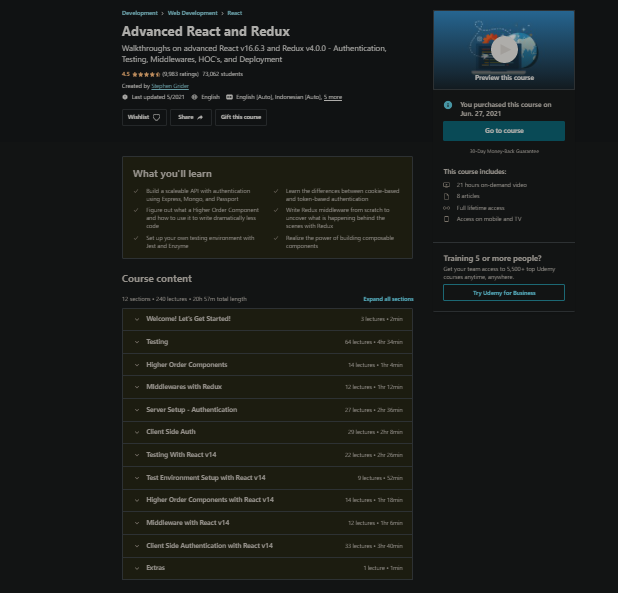 Development > Web Development > React
Advanced React and Redux
Walkthroughs on advanced React v16.6.3 and Redux v4.0.0 - Authentication,
Testing, Middlewares, HOC's, and Deployment
4.5 (9,983 ratings) 73,062 students
Created by Stephen Grider
Last updated 5/2021 English English [Auto], Indonesian [Auto], 5 more
Wishlist Share Gift this course
Preview this course
You purchased this course on
Jun. 27, 2021
Go to course
30-Day Money-Back Guarantee
This course includes:
21 hours on-demand video
8 articles
Full lifetime access
Access on mobile and TV
Training 5 or more people?
Get your team access to 5,500+ top Udemy
courses anytime, anywhere.
Try Udemy for Business
What you'll learn
Build a scaleable API with authentication
using Express, Mongo, and Passport
Learn the differences between cookie-based
and token-based authentication
Figure out what a Higher Order Component
and how to use it to write dramatically less
code
Write Redux middleware from scratch to
uncover what is happening behind the
scenes with Redux
Set up your own testing environment with
Jest and Enzyme
Realize the power of building composable
components
Course content
12 sections • 240 lectures • 20h 57m total length Expand all sections
Welcome! Let's Get Started! 3 lectures • 2min
Testing 64 lectures • 4hr 34min
Higher Order Components 14 lectures • 1hr 4min
Middlewares with Redux 12 lectures • 1hr 12min
Server Setup - Authentication 27 lectures • 2hr 36min
Client Side Auth 29 lectures • 2hr 8min
Testing With React v14 22 lectures • 2hr 26min
Test Environment Setup with React v14 9 lectures • 52min
Higher Order Components with React v14 14 lectures • 1hr 18min
Middleware with React v14 12 lectures • 1hr 6min
Client Side Authentication with React v14 33 lectures • 3hr 40min
Extras 1 lecture • 1min